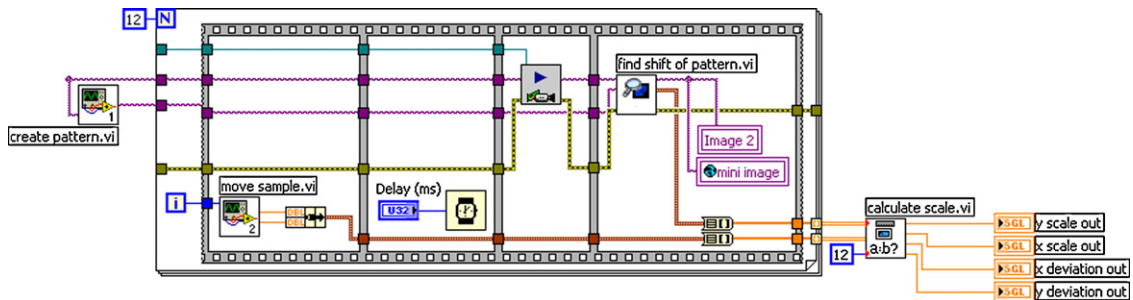 12 N
find shift of pattern.vi
1
create pattern.vi
Image 2
mini image
move sample.vi
Delay (ms)
i
U32
DBL
DBL
2
calculate scale.vi
a:b?
12
SGL y scale out
SGL x scale out
SGL x deviation out
SGL y deviation out